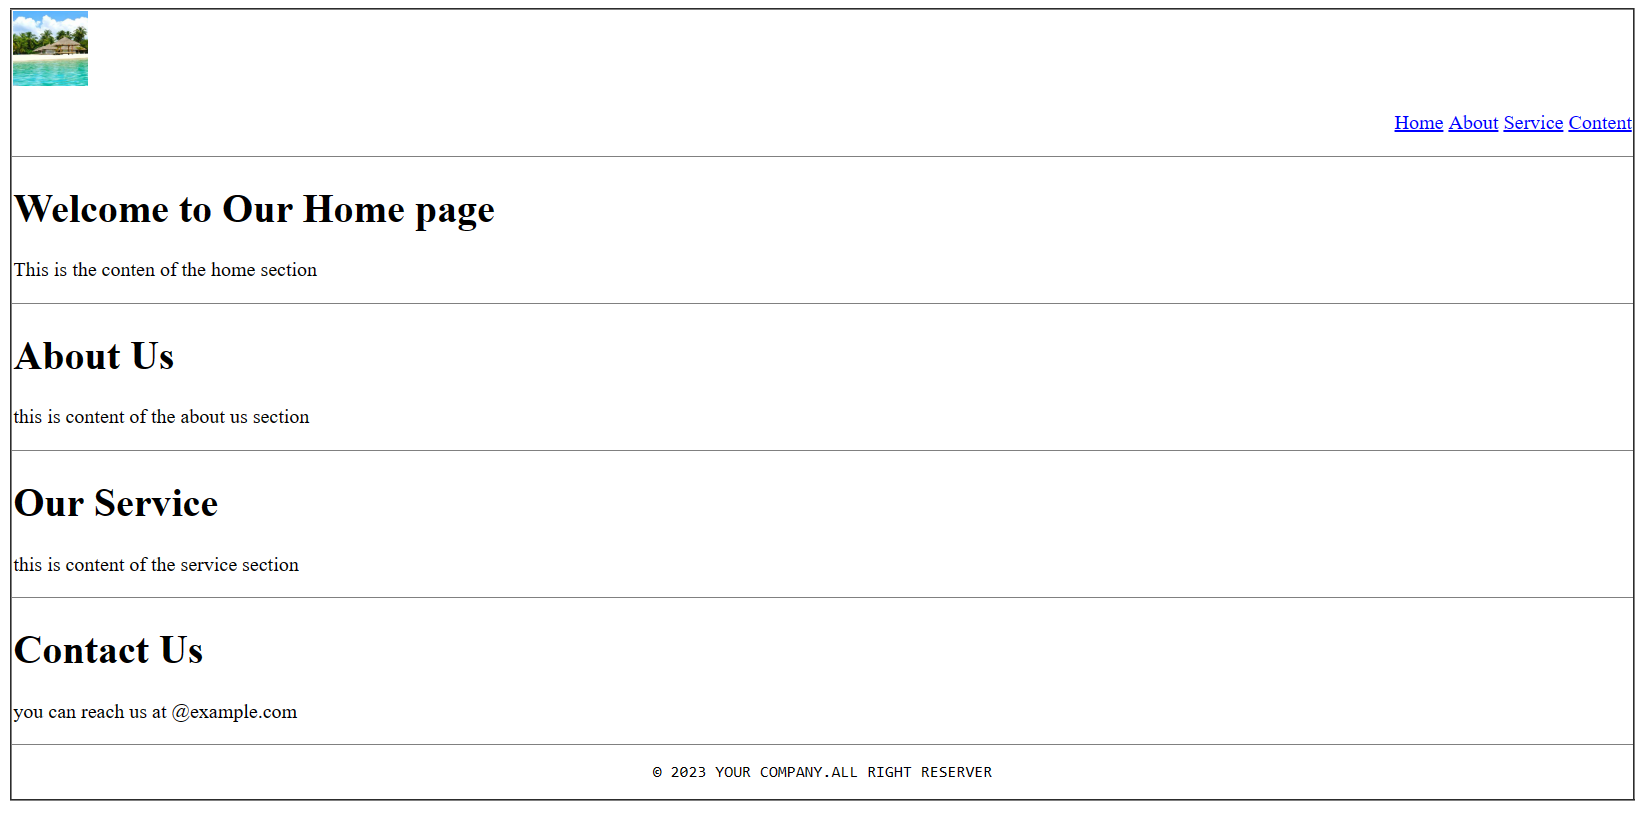 Home About Service Content
Welcome to Our Home page
This is the conten of the home section
About Us
this is content of the about us section
Our Service
this is content of the service section
Contact Us
you can reach us at @example.com
© 2023 YOUR COMPANY.ALL RIGHT RESERVER